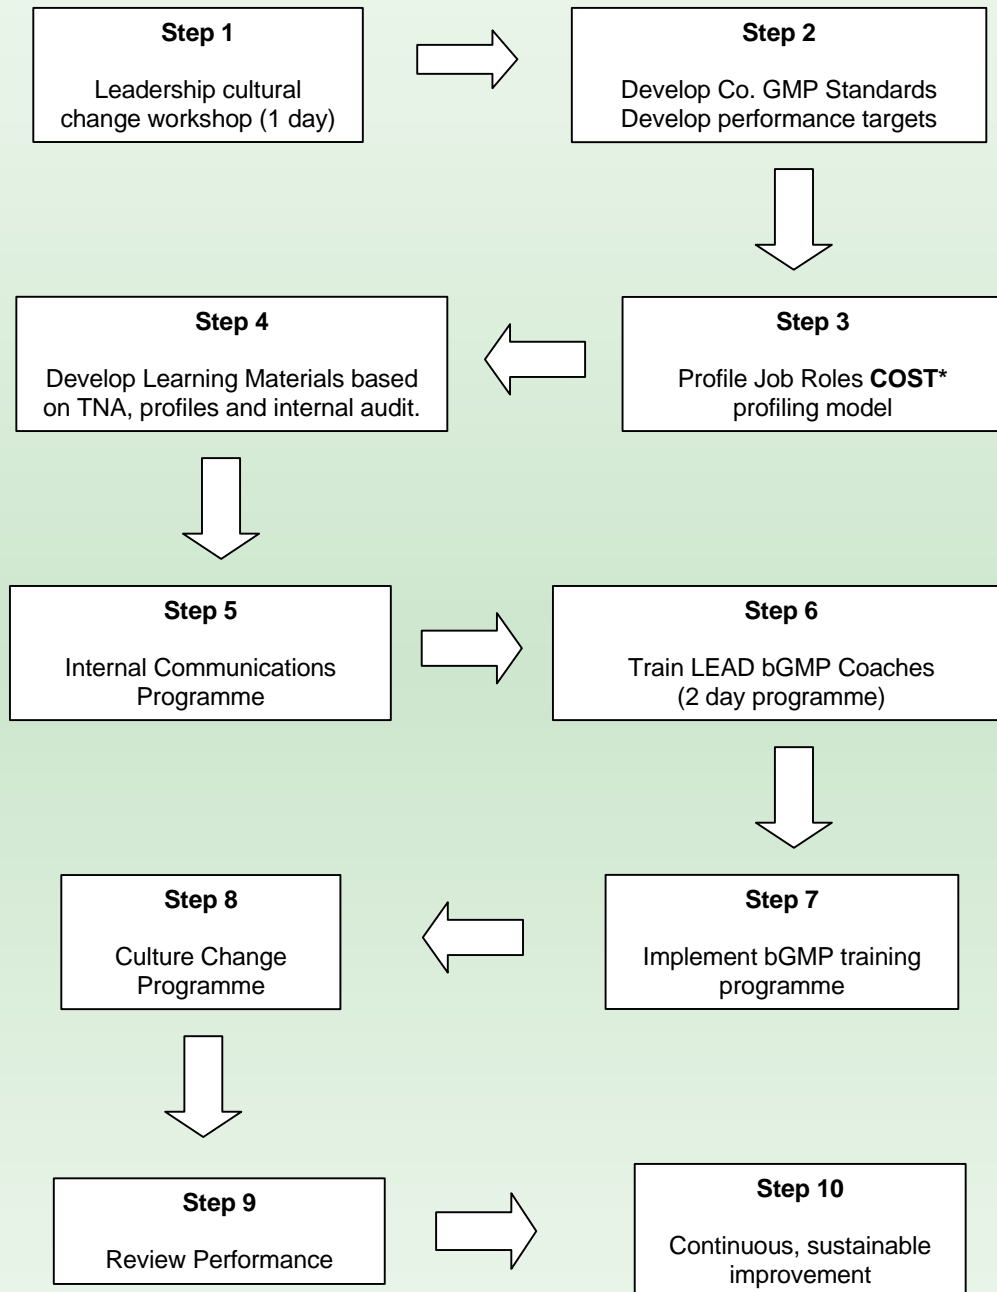 Step 1
Leadership cultural
change workshop (1 day)
Step 2
Develop Co. GMP Standards
Develop performance targets
Step 3
Profile Job Roles COST*
profiling model
Step 4
Develop Learning Materials based
on TNA, profiles and internal audit.
Step 5
Internal Communications
Programme
Step 6
Train LEAD bGMP Coaches
(2 day programme)
Step 7
Implement bGMP training
programme
Step 8
Culture Change
Programme
Step 9
Review Performance
Step 10
Continuous, sustainable
improvement